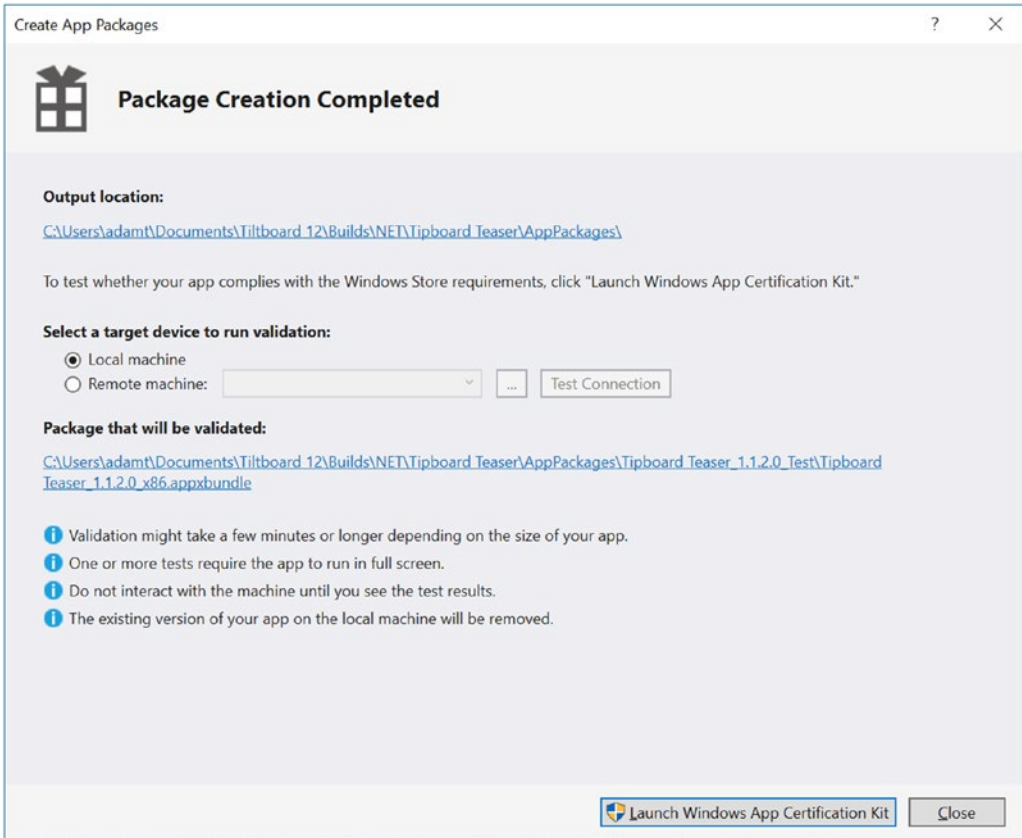 Create App Packages
?
Package Creation Completed
Output location:
C:\Users\adamt\Documents\Tiltboard 12\Builds\NET\Tipboard Teaser\AppPackages\
To test whether your app complies with the Windows Store requirements, click "Launch Windows App Certification Kit."
Select a target device to run validation:
Local machine
Remote machine:
...
Test Connection
Package that will be validated:
C:\Users\adamt\Documents\Tiltboard 12\Builds\NET\Tipboard Teaser\AppPackages\Tipboard Teaser_1.1.2.0_Test\Tipboard
Teaser_1.1.2.0_x86.appxbundle
Validation might take a few minutes or longer depending on the size of your app.
One or more tests require the app to run in full screen.
Do not interact with the machine until you see the test results.
The existing version of your app on the local machine will be removed.
Launch Windows App Certification Kit
Close